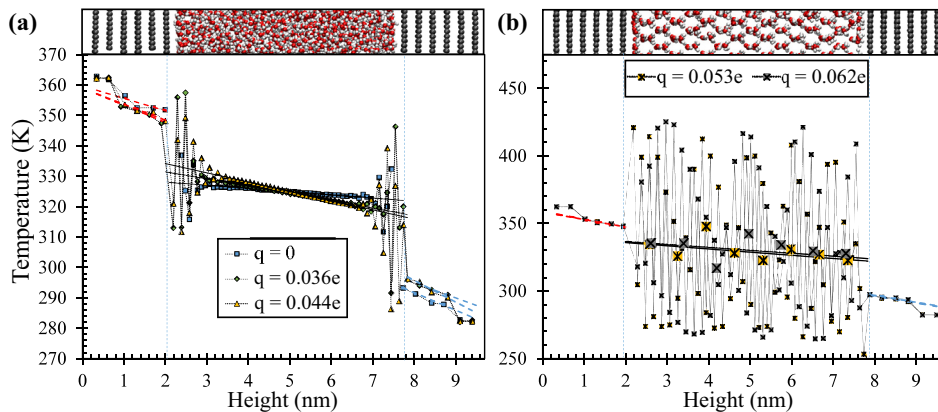 (a)
370
360
350
340
330
320
310
300
290
280
270
Temperature (K)
q = 0
q = 0.036e
q = 0.044e
0 1 2 3 4 5 6 7 8 9
Height (nm)
(b)
q = 0.053e q = 0.062e
450
400
350
300
250
0 1 2 3 4 5 6 7 8 9
Height (nm)